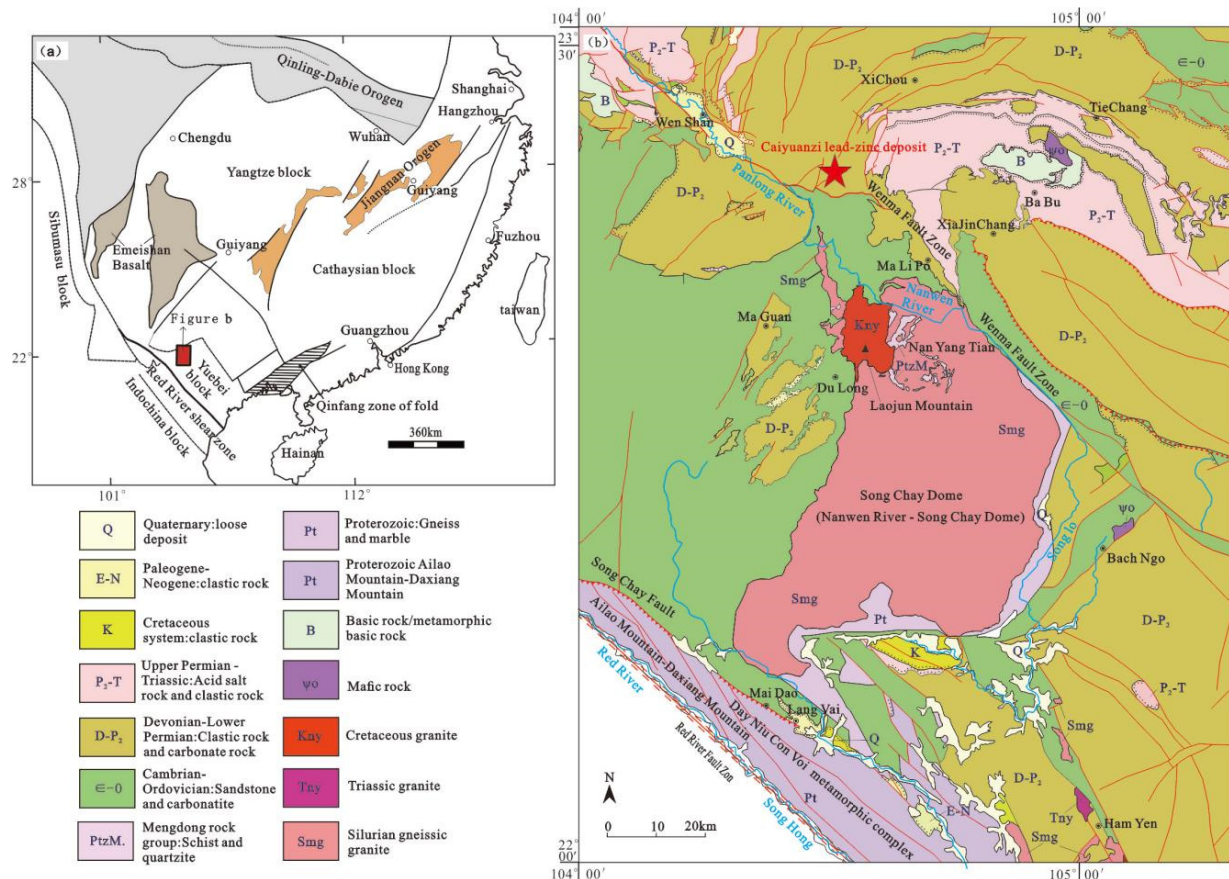 (a)
Qinling-Dabie Orogen
Shanghai
Hangzhou
Chengdu
Wuhan
28°
Yangtze block
Jiangnan Orogen
Guiyang
Sibumasu block
Emeishan
Basalt
Guiyang
Fuzhou
Cathaysian block
taiwan
Figure b
Guangzhou
22°
Hong Kong
Yuebei
block
Red River shear zone
Indochina block
Qinfang zone of fold
360km
Hainan
101°
112°
Q
Quaternary:loose
deposit
E-N
Paleogene-
Neogene:clastic rock
K
Cretaceous
system:clastic rock
P₂-T
Upper Permian -
Triassic:Acid salt
rock and clastic rock
D-P₂
Devonian-Lower
Permian:Clastic rock
and carbonate rock
∈-0
Cambrian-
Ordovician:Sandstone
and carbonatite
PtzM.
Mengdong rock
group:Schist and
quartzite
Pt
Proterozoic:Gneiss
and marble
Pt
Proterozoic Ailao
Mountain-Daxiang
Mountain
B
Basic rock/metamorphic
basic rock
ψo
Mafic rock
Kny
Cretaceous granite
Tny
Triassic granite
Smg
Silurian gneissic
granite
104° 00′
105° 00′
23°
30′
(b)
P₂-T
D-P₂
D-P₂
∈-0
XiChou
B
TieChang
Wen Shan
Q
Caiyuanzi lead-zinc deposit
P₂-T
ψo
B
D-P₂
Panlong River
Wenma Fault Zone
Ba Bu
P₂-T
XiaJinChang
Ma Li Po
Smg
Nanwen
River
Ma Guan
Kny
Wenma Fault Zone
D-P₂
Nan Yang Tian
PtzM.
Du Long
Laojun Mountain
∈-0
D-P₂
Smg
Song Chay Dome
(Nanwen River - Song Chay Dome)
Q
Song lo
ψo
Bach Ngo
Song Chay Fault
Smg
Pt
D-P₂
Ailao Mountain-Daxiang Mountain
K
Q
Red River
P₂-T
Mai Dao
Lang Vai
Day Niu Con Voi metamorphic complex
Smg
Red River Fault Zon
Q
N
D-P₂
Pt
E-N
0 10 20km
Song Hong
Tny
Ham Yen
Smg
22°
00′
104° 00′
105° 00′